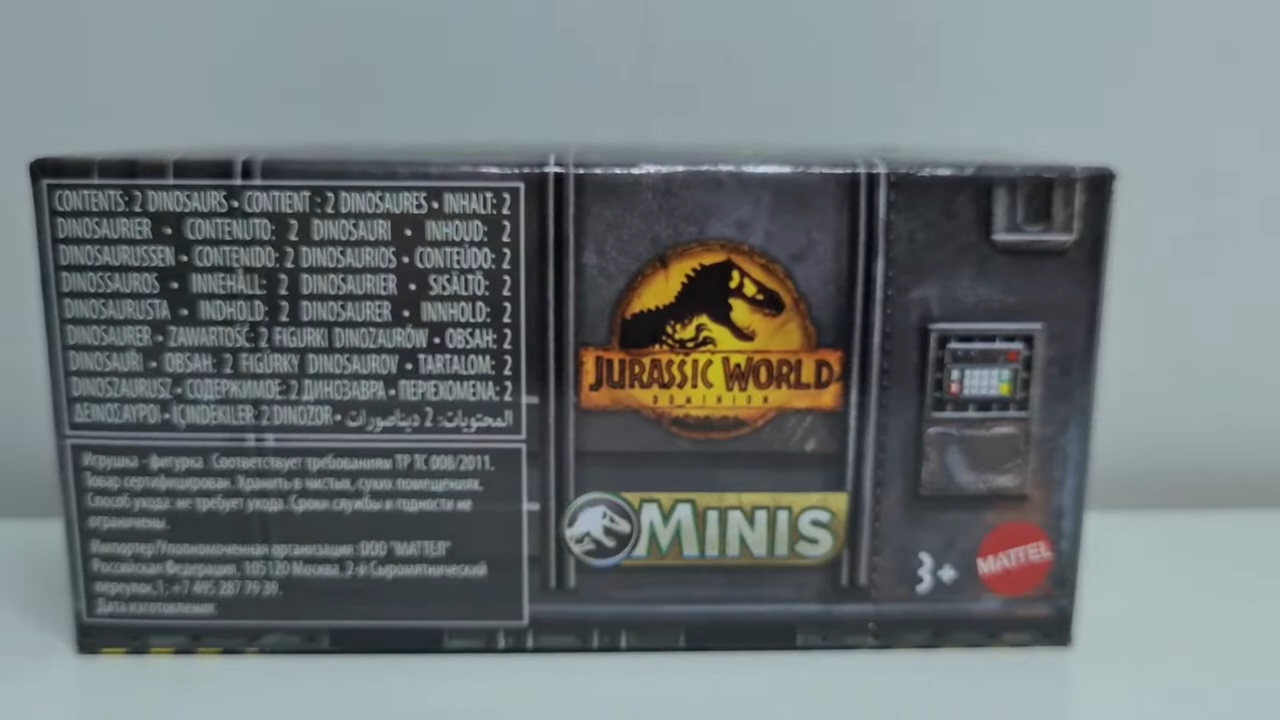 CONTENTS: 2 DINOSAURS • CONTIENT : 2 DINOSAURES • INHALT: 2
DINOSAURIER • CONTENUTO: 2 DINOSAURI • INHOUD: 2
DINOSAURUSSEN • CONTENIDO: 2 DINOSAURIOS • CONTEÚDO: 2
DINOSSAUROS • INNEHÅLL: 2 DINOSAURIER • SISÄLTÖ: 2
DINOSAURUSTA • INDHOLD: 2 DINOSAURER • INNHOLD: 2
DINOSAURER • ZAWARTOŚĆ: 2 FIGURKI DINOZAURÓW • OBSAH: 2
DINOSAUŘI • OBSAH: 2 FIGÚRKY DINOSAUROV • TARTALOM: 2
DINOSZAURUSZ • СОДЕРЖИМОЕ: 2 ДИНОЗАВРА • ΠΕΡΙΕΧΟΜΕΝΑ: 2
ΔΕΙΝΟΣΑΥΡΟΙ • İÇİNDEKİLER: 2 DİNOZOR • المحتويات: 2 ديناصورات
Игрушка - фигурка. Соответствует требованиям ТР ТС 008/2011.
Товар сертифицирован. Хранить в чистых, сухих помещениях.
Способ ухода: не требует ухода. Сроки службы и годности не
ограничены.
Импортер/Уполномоченная организация: ООО "МАТТЕЛ"
Российская Федерация, 105120 Москва, 2-й Сыромятнический
переулок,1; +7 495 287 79 39.
Дата изготовления:
JURASSIC WORLD
DOMINION
MINIS
3+
MATTEL